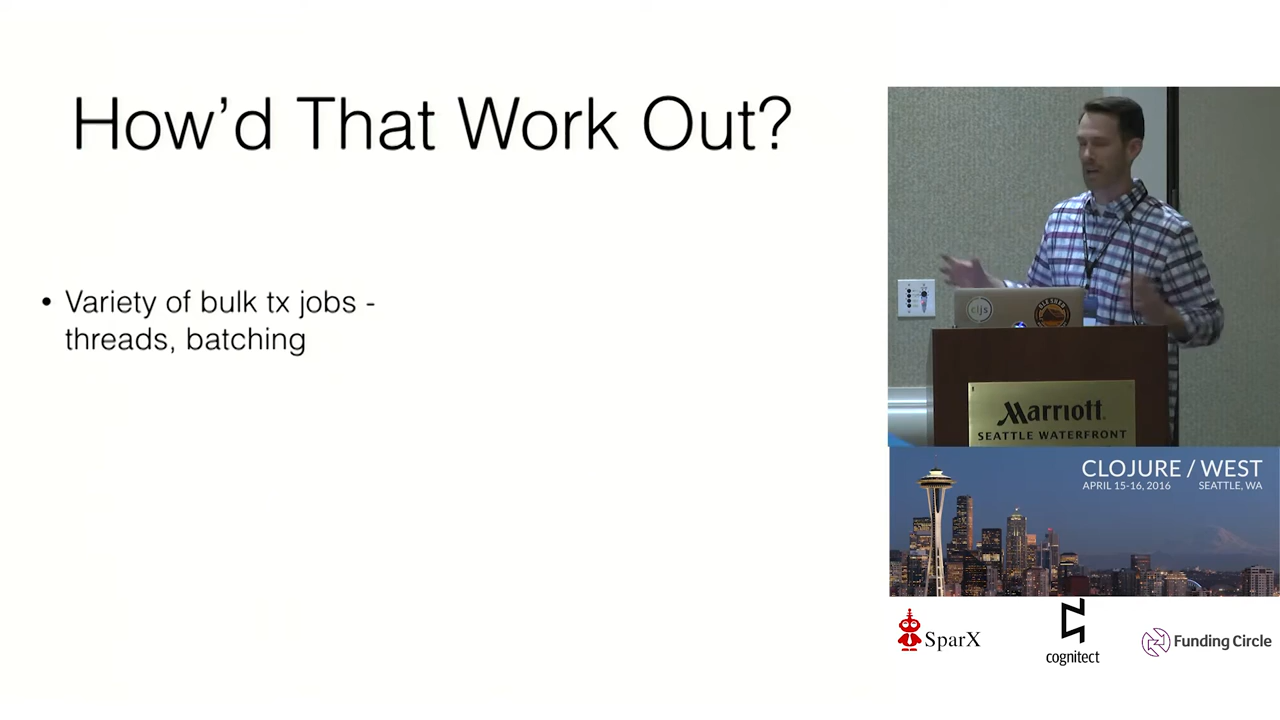 How'd That Work Out?
• Variety of bulk tx jobs -
threads, batching
cljs
Marriott
SEATTLE WATERFRONT
CLOJURE / WEST
APRIL 15-16, 2016 SEATTLE, WA
SparX
cognitect
Funding Circle